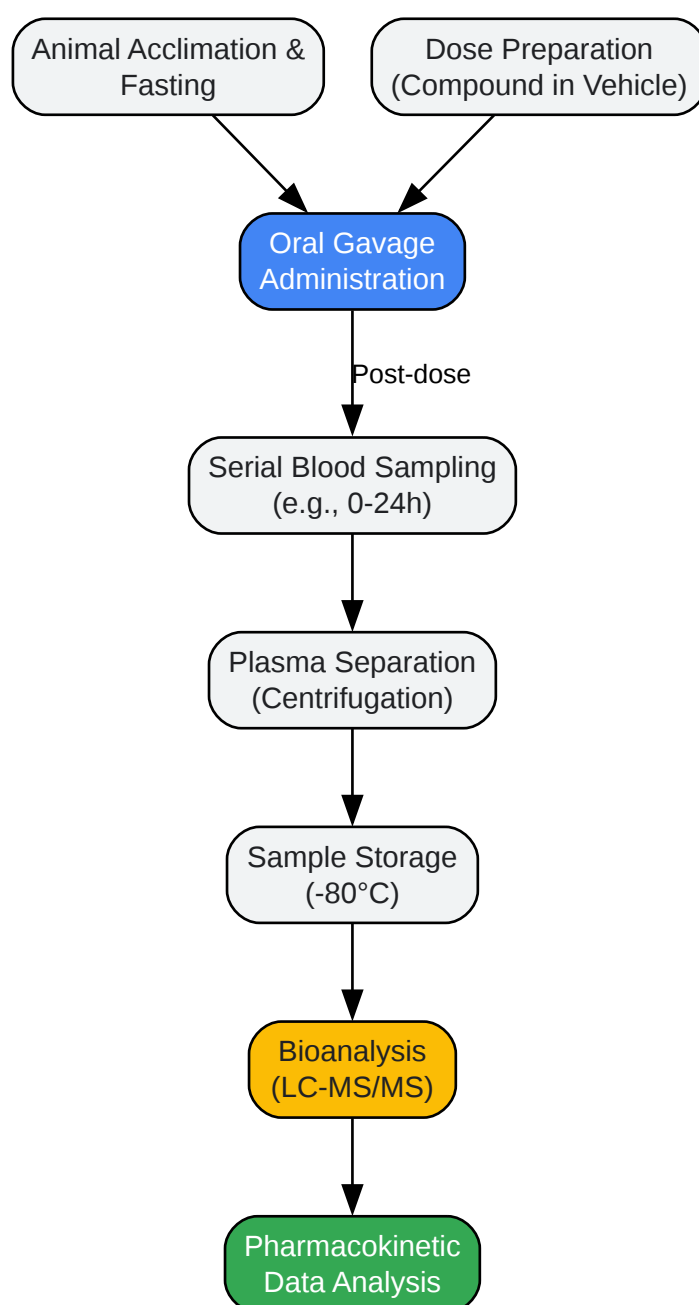 Animal Acclimation &
Fasting
Dose Preparation
(Compound in Vehicle)
Oral Gavage
Administration
Post-dose
Serial Blood Sampling
(e.g., 0-24h)
Plasma Separation
(Centrifugation)
Sample Storage
(-80°C)
Bioanalysis
(LC-MS/MS)
Pharmacokinetic
Data Analysis